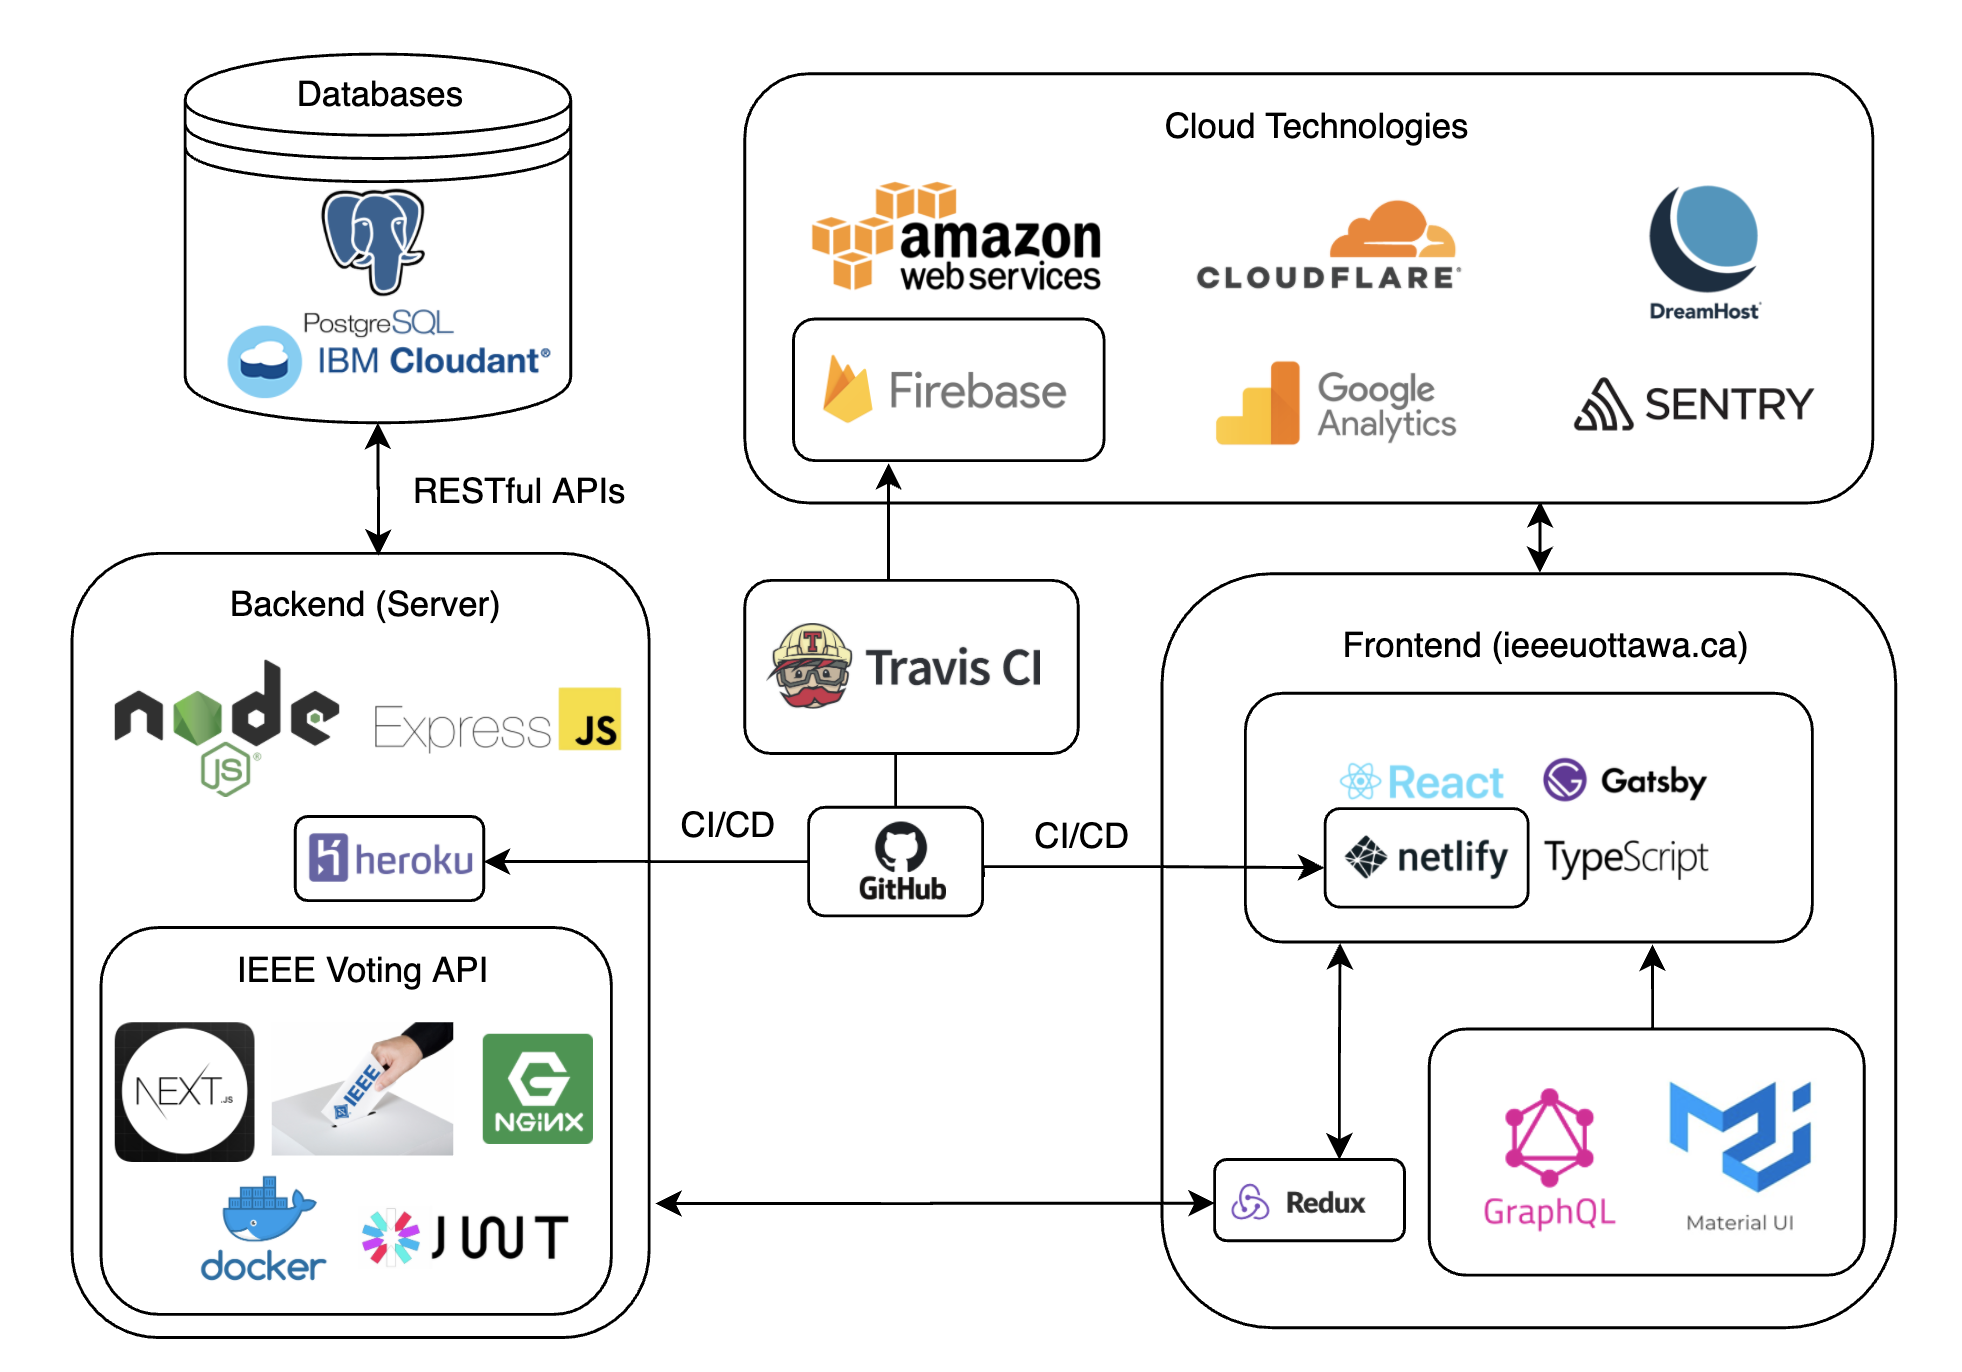 Databases
PostgreSQL
IBM Cloudant®
RESTful APIs
Cloud Technologies
amazon
web services
CLOUDFLARE®
DreamHost
Firebase
Google
Analytics
SENTRY
Backend (Server)
node
JS®
Express
JS
heroku
IEEE Voting API
NEXT.JS
IEEE
NGiNX
docker
JWT
T
Travis CI
CI/CD
GitHub
CI/CD
Frontend (ieeeuottawa.ca)
React
Gatsby
netlify
TypeScript
Redux
GraphQL
Material UI